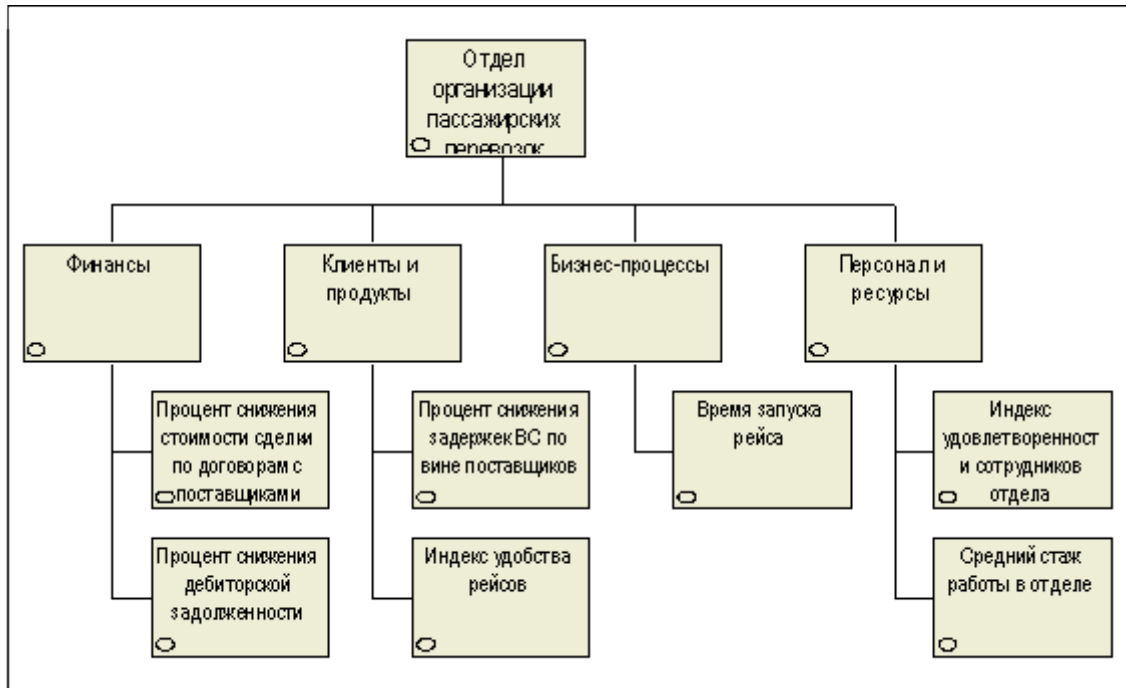 Отдел
организации
пассажирских
перевозок
Финансы
Клиенты и
продукты
Бизнес-процессы
Персонал и
ресурсы
Процент снижения
стоимости сделки
по договорам с
поставщиками
Процент снижения
задержек ВС по
вине поставщиков
Время запуска
рейса
Индекс
удовлетворенност
и сотрудников
отдела
Процент снижения
дебиторской
задолженности
Индекс удобства
рейсов
Средний стаж
работы в отделе